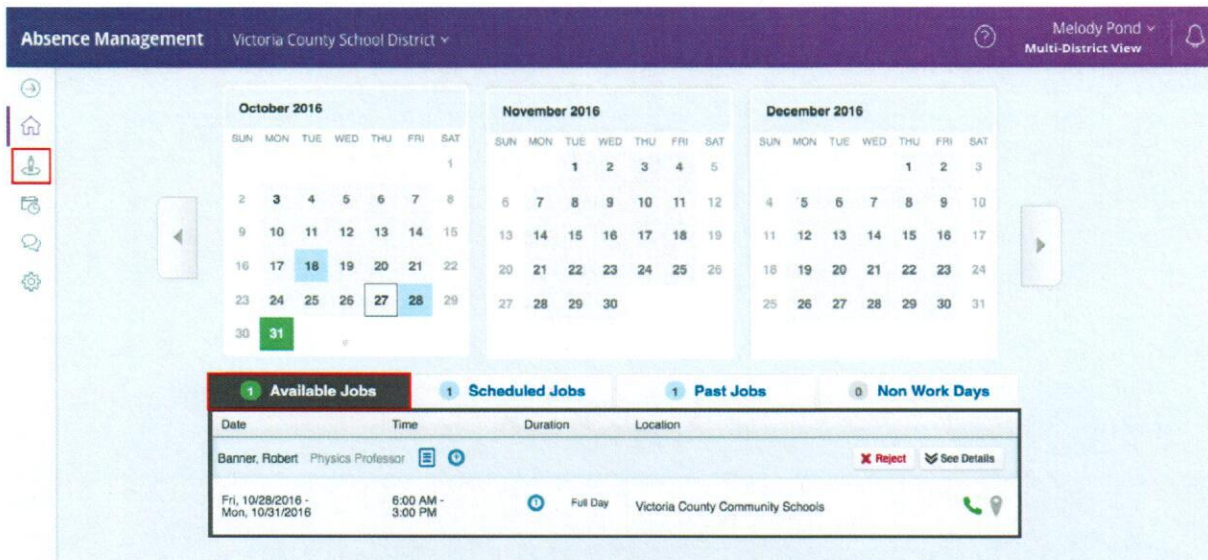 Absence Management Victoria County School District Melody Pond
Multi-District View
October 2016 November 2016 December 2016
SUN MON TUE WED THU FRI SAT SUN MON TUE WED THU FRI SAT SUN MON TUE WED THU FRI SAT
1 1 2 3 4 5 1 2 3
2 3 4 5 6 7 8 6 7 8 9 10 11 12 4 5 6 7 8 9 10
9 10 11 12 13 14 15 13 14 15 16 17 18 19 11 12 13 14 15 16 17
16 17 18 19 20 21 22 20 21 22 23 24 25 26 18 19 20 21 22 23 24
23 24 25 26 27 28 29 27 28 29 30 25 26 27 28 29 30 31
30 31
1 Available Jobs 1 Scheduled Jobs 1 Past Jobs 0 Non Work Days
Date Time Duration Location
Banner, Robert Physics Professor Reject See Details
Fri, 10/28/2016 - 6:00 AM - Full Day Victoria County Community Schools
Mon, 10/31/2016 3:00 PM